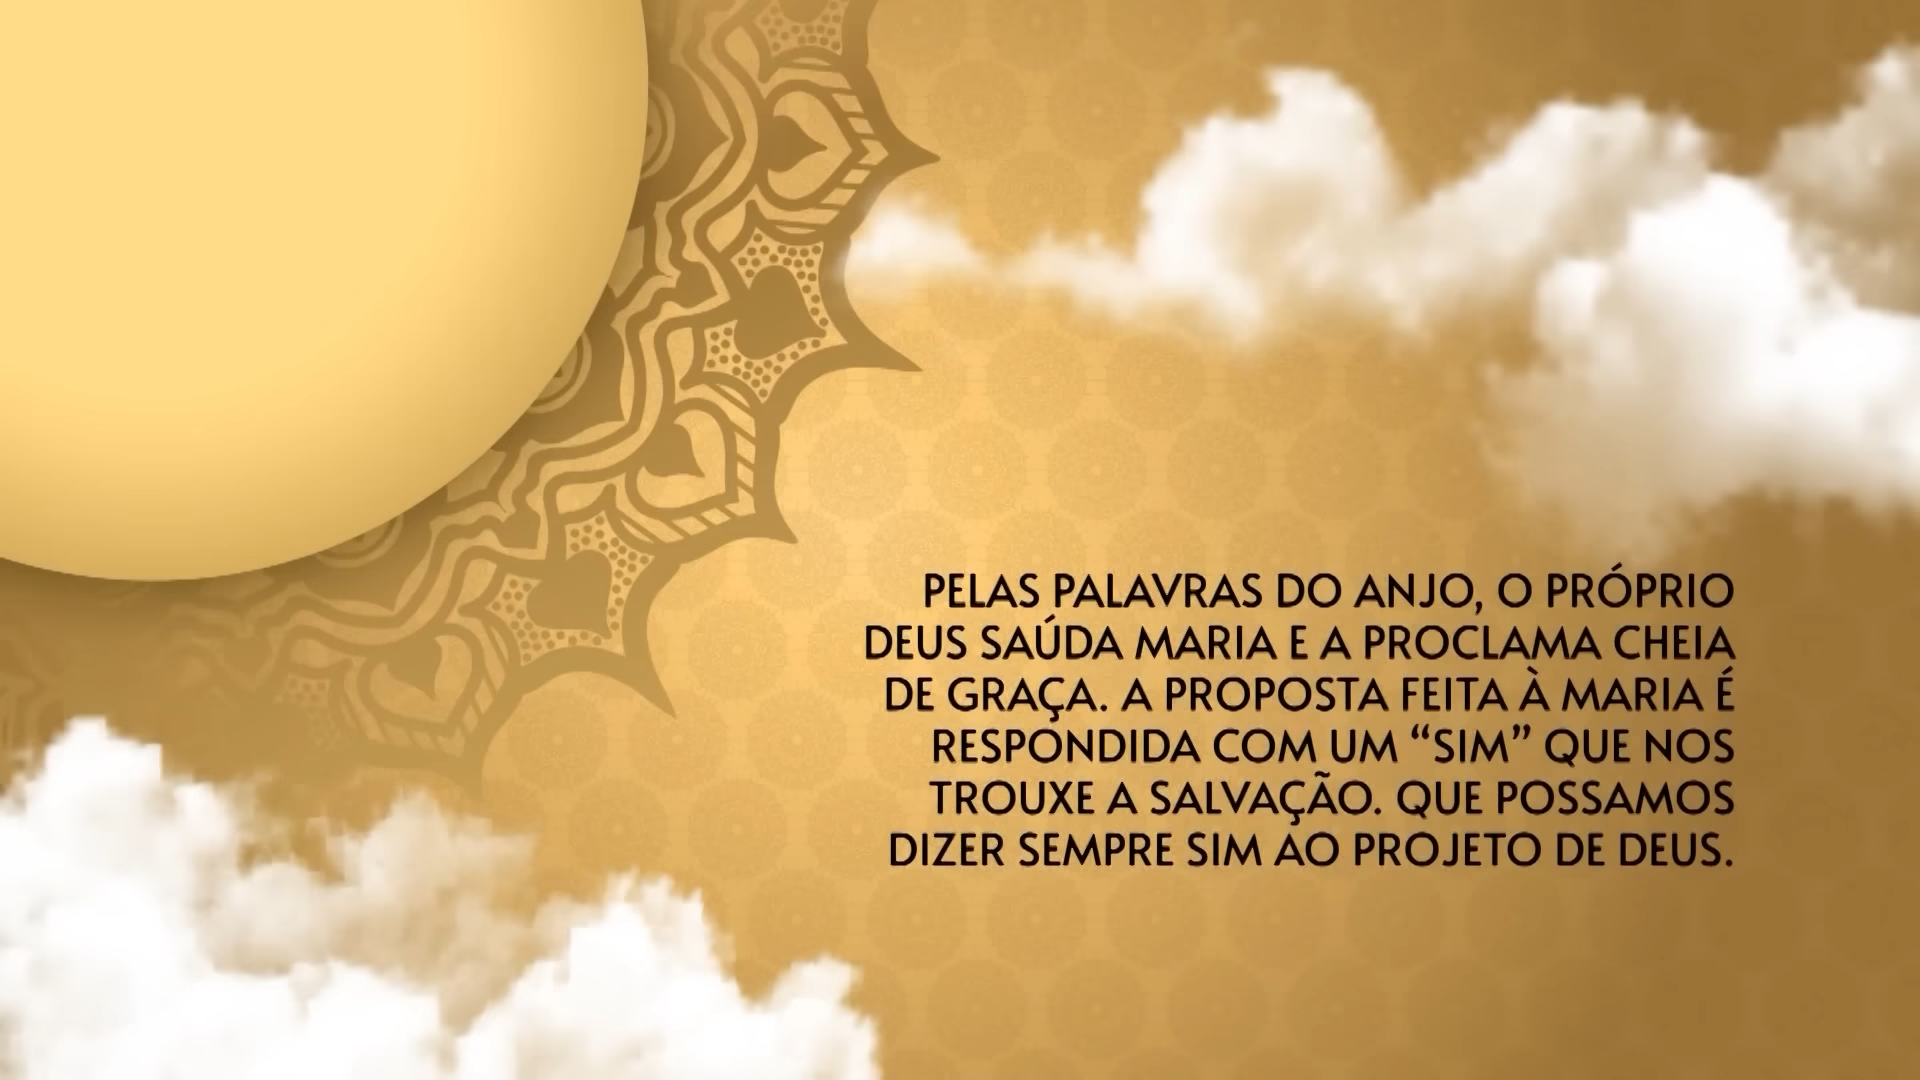 PELAS PALAVRAS DO ANJO, O PRÓPRIO
DEUS SAÚDA MARIA E A PROCLAMA CHEIA
DE GRAÇA. A PROPOSTA FEITA À MARIA É
RESPONDIDA COM UM “SIM” QUE NOS
TROUXE A SALVAÇÃO. QUE POSSAMOS
DIZER SEMPRE SIM AO PROJETO DE DEUS.